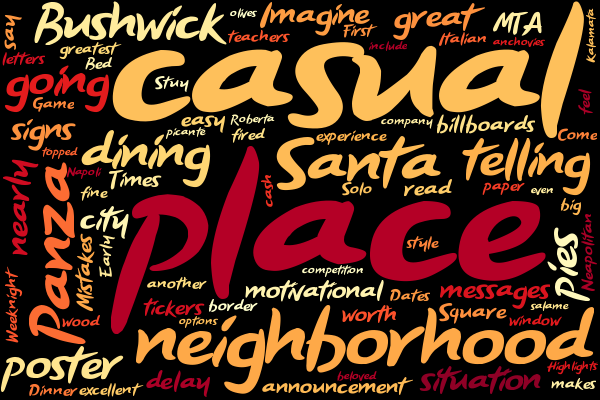 say
Bushwick
olives
Imagine
great
MTA
Kalamata
teachers
First
Italian
anchovies
letters
greatest
Bed
include
going
Stuy
casual
feel
Game
signs
easy
Roberta
company
billboards
Come
picante
fired
experience
topped
dining
Santa
telling
Napoli
Times
fine
cash
Solo
read
paper
even
big
nearly
Panza
city
place
style
Neapolitan
Mistakes
Early
pies
competition
Weeknight
another
motivational
Dates
messages
salame
tickers
border
worth
Square
window
wood
options
neighborhood
poster
Dinner
excellent
delay
beloved
announcement
situation
Highlights
makes